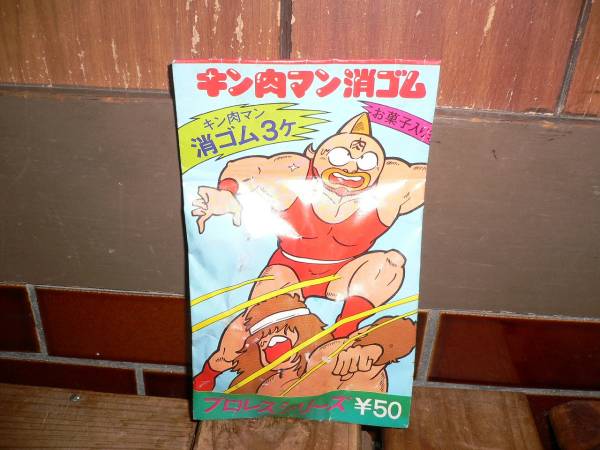 キン肉マン消ゴム
キン肉マン
消ゴム3ケ
お菓子入り
肉
プロレスシリーズ ¥50